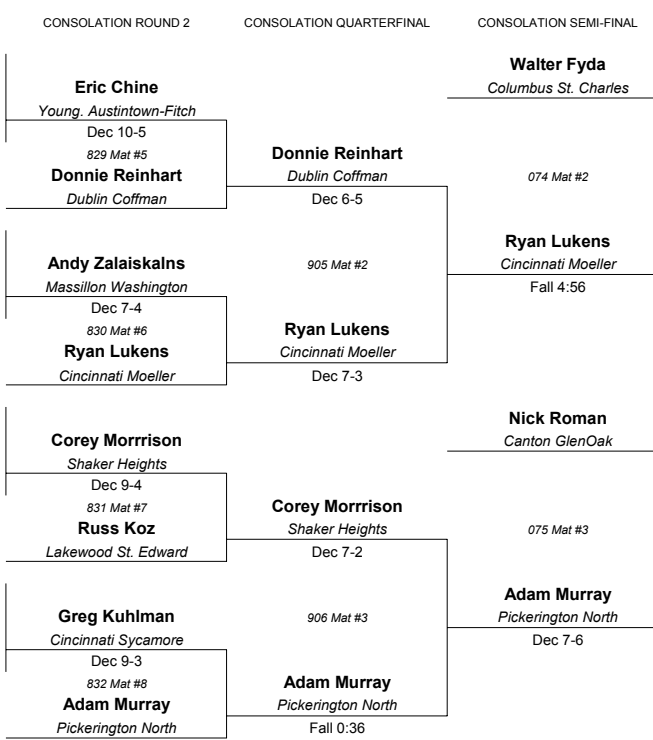 CONSOLATION ROUND 2
CONSOLATION QUARTERFINAL
CONSOLATION SEMI-FINAL
Eric Chine
Young. Austintown-Fitch
Dec 10-5
829 Mat #5
Donnie Reinhart
Dublin Coffman
Andy Zalaiskalns
Massillon Washington
Dec 7-4
830 Mat #6
Ryan Lukens
Cincinnati Moeller
Corey Morrrison
Shaker Heights
Dec 9-4
831 Mat #7
Russ Koz
Lakewood St. Edward
Greg Kuhlman
Cincinnati Sycamore
Dec 9-3
832 Mat #8
Adam Murray
Pickerington North
Donnie Reinhart
Dublin Coffman
Dec 6-5
905 Mat #2
Ryan Lukens
Cincinnati Moeller
Dec 7-3
Corey Morrrison
Shaker Heights
Dec 7-2
906 Mat #3
Adam Murray
Pickerington North
Fall 0:36
Walter Fyda
Columbus St. Charles
074 Mat #2
Ryan Lukens
Cincinnati Moeller
Fall 4:56
Nick Roman
Canton GlenOak
075 Mat #3
Adam Murray
Pickerington North
Dec 7-6